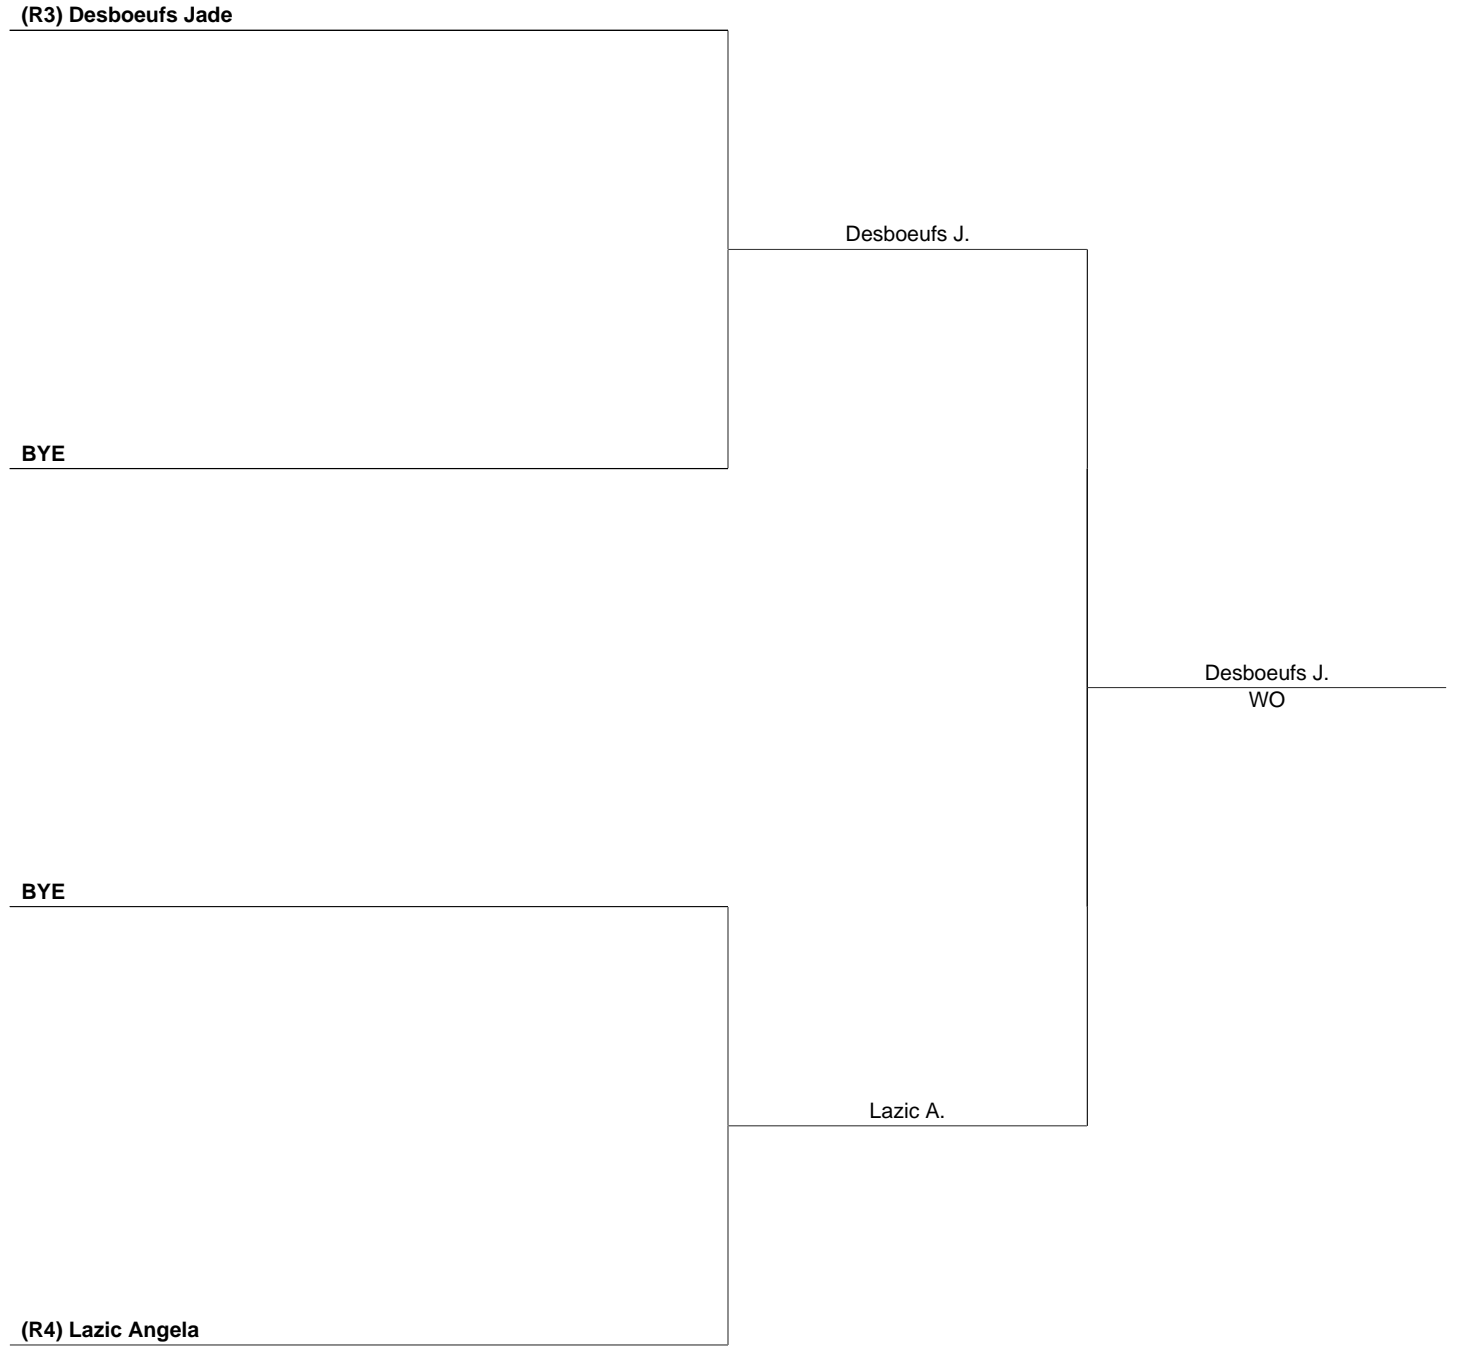 (R3) Desboeufs Jade
Desboeufs J.
BYE
Desboeufs J.
WO
BYE
Lazic A.
(R4) Lazic Angela